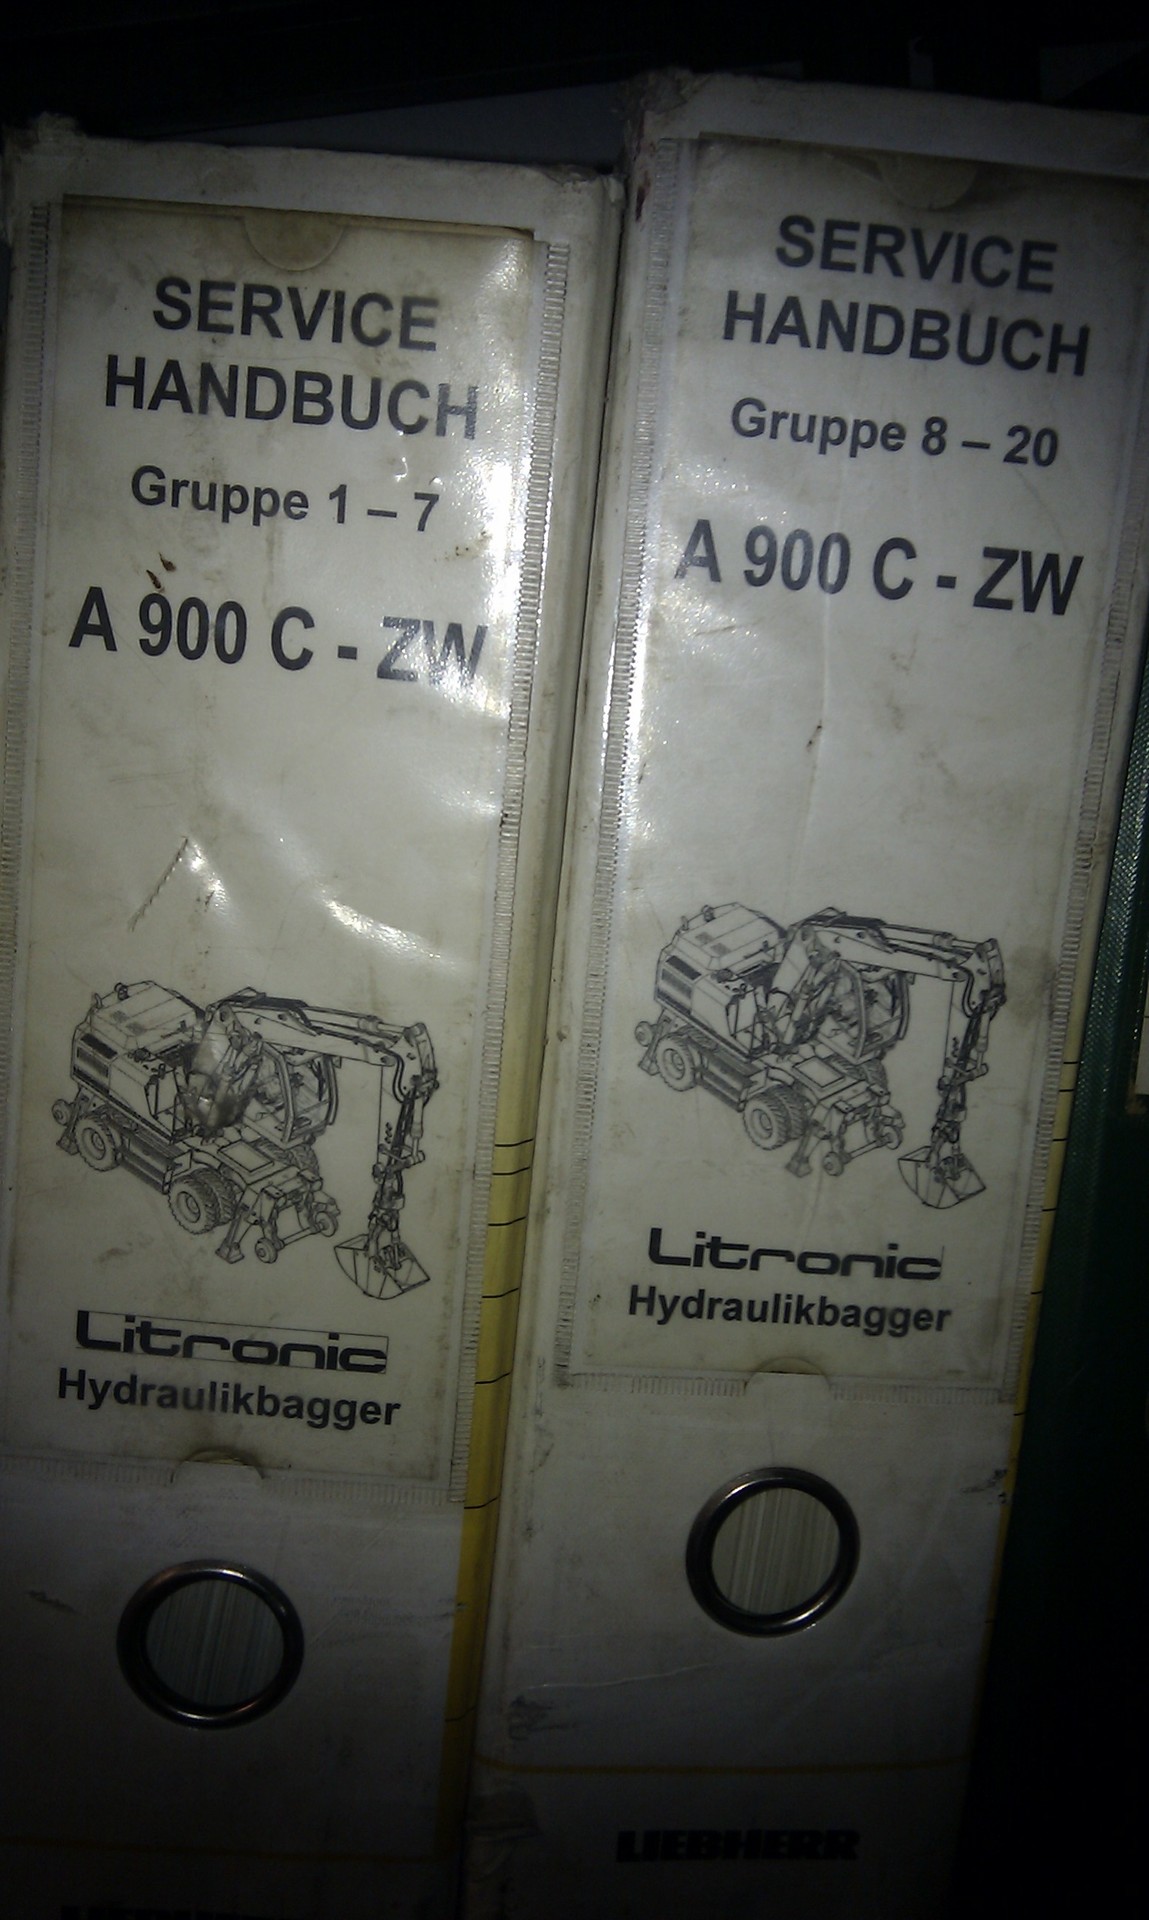 SERVICE
HANDBUCH
Gruppe 1 – 7
A 900 C - ZW
Litronic
Hydraulikbagger
SERVICE
HANDBUCH
Gruppe 8 – 20
A 900 C - ZW
Litronic
Hydraulikbagger
LIEBHERR